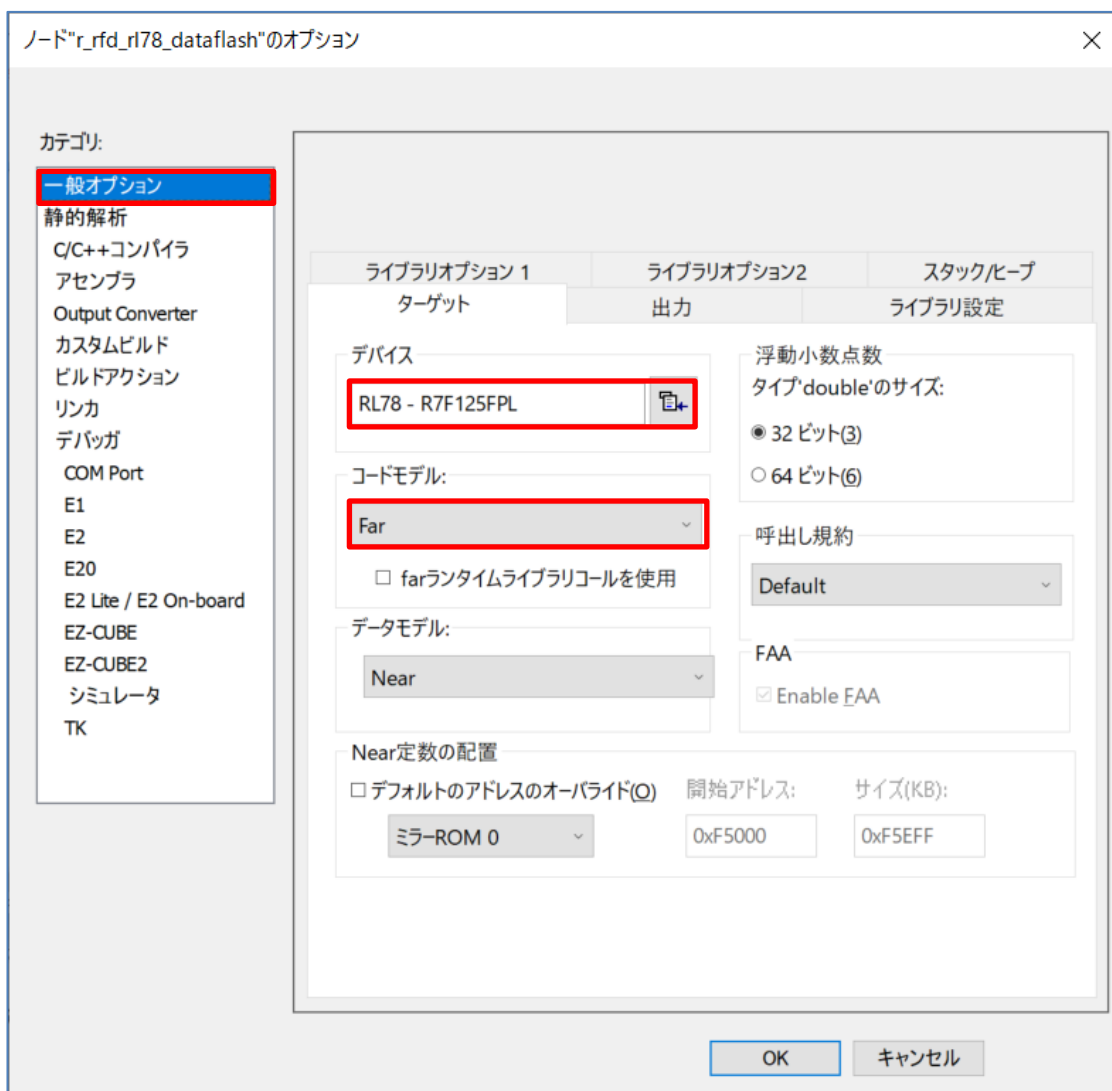 ノード"r_rfd_rl78_dataflash"のオプション
カテゴリ:
一般オプション
静的解析
C/C++コンパイラ
アセンブラ
Output Converter
カスタムビルド
ビルドアクション
リンカ
デバッガ
COM Port
E1
E2
E20
E2 Lite / E2 On-board
EZ-CUBE
EZ-CUBE2
シミュレータ
TK
ライブラリオプション 1
ライブラリオプション2
スタック/ヒープ
ターゲット
出力
ライブラリ設定
デバイス
RL78 - R7F125FPL
コードモデル:
Far
farランタイムライブラリコールを使用
データモデル:
Near
浮動小数点数
タイプ'double'のサイズ:
32 ビット(3)
64 ビット(6)
呼出し規約
Default
FAA
Enable FAA
Near定数の配置
デフォルトのアドレスのオーバライド(O)
開始アドレス:
サイズ(KB):
ミラーROM 0
0xF5000
0xF5EFF
OK
キャンセル